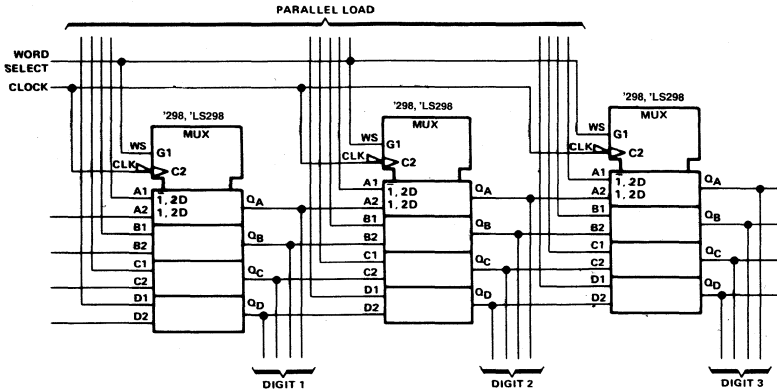 PARALLEL LOAD
WORD
SELECT
CLOCK
'298, 'LS298
MUX
WS
G1
CLK
C2
A1
1, 2D
A2
1, 2D
B1
B2
C1
C2
D1
D2
QA
QB
QC
QD
DIGIT 1
'298, 'LS298
MUX
WS
G1
CLK
C2
A1
1, 2D
A2
1, 2D
B1
B2
C1
C2
D1
D2
QA
QB
QC
QD
DIGIT 2
'298, 'LS298
MUX
WS
G1
CLK
C2
A1
1, 2D
A2
1, 2D
B1
B2
C1
C2
D1
D2
QA
QB
QC
QD
DIGIT 3